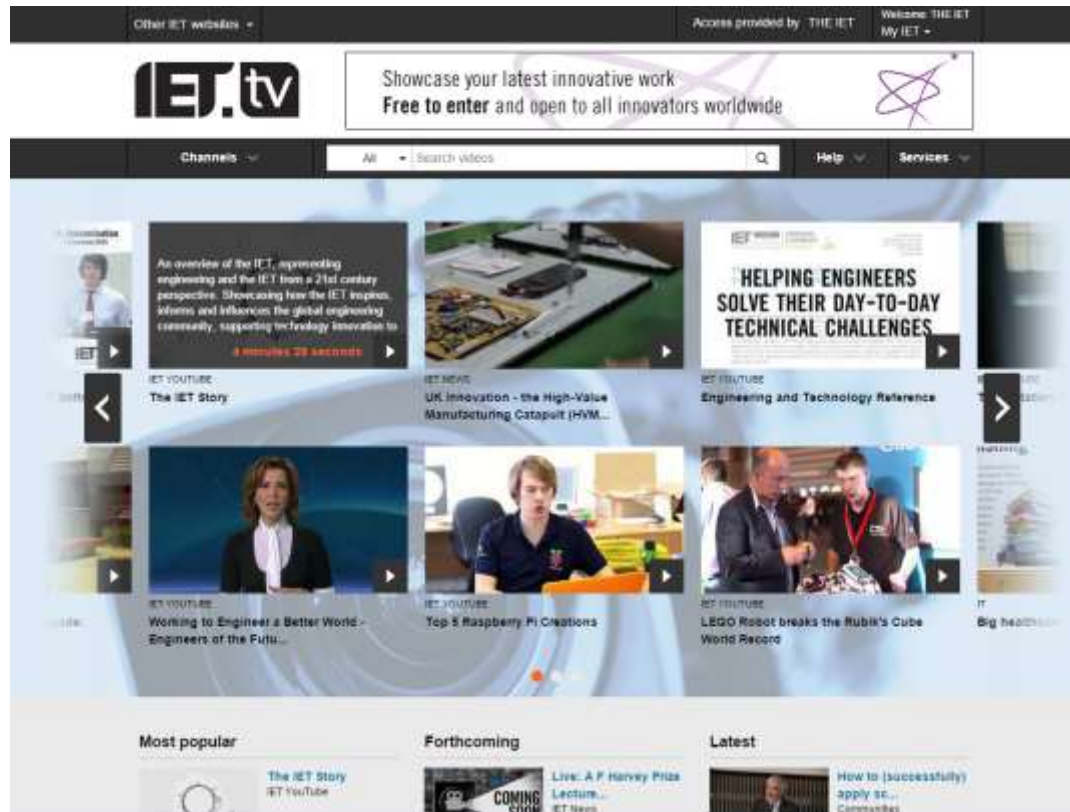 Other IET websites
Access provided by THE IET
Welcome THE IET
My IET
IET.tv
Showcase your latest innovative work
Free to enter and open to all innovators worldwide
Channels
All
Search videos
Help
Services
An overview of the IET, representing
engineering and the IET from a 21st century
perspective. Showcasing how the IET inspires,
informs and influences the global engineering
community, supporting technology innovation to
4 minutes 28 seconds
IET YOUTUBE
The IET Story
IET NEWS
UK Innovation - the High-Value
Manufacturing Catapult (HVM...
IET
HELPING ENGINEERS
SOLVE THEIR DAY-TO-DAY
TECHNICAL CHALLENGES
IET YOUTUBE
Engineering and Technology Reference
IET YOUTUBE
Working to Engineer a Better World -
Engineers of the Futu...
IET YOUTUBE
Top 5 Raspberry Pi Creations
IET YOUTUBE
LEGO Robot breaks the Rubik's Cube
World Record
IT
Big
Most popular
Forthcoming
Latest
The IET Story
IET YouTube
COMING
SOON
Live: A F Harvey Prize
Lecture...
IET News
How to (successfully)
apply sc...
Communities